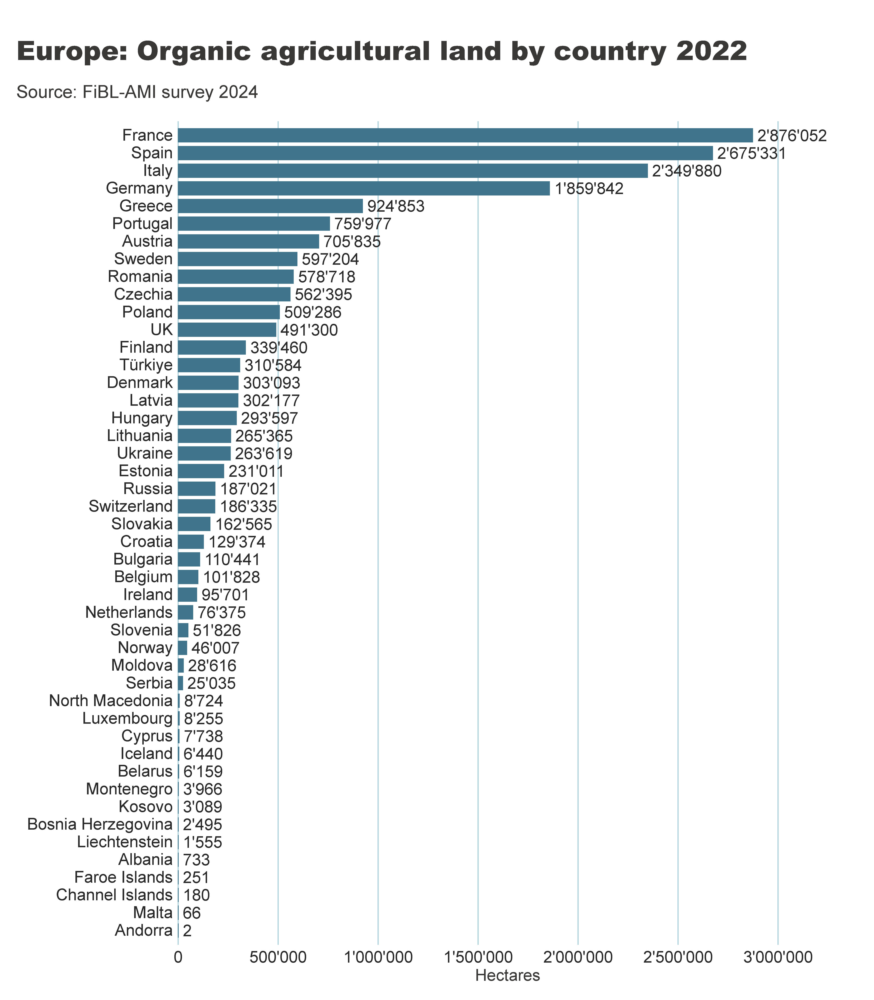 Europe: Organic agricultural land by country 2022
Source: FiBL-AMI survey 2024
France 2'876'052
Spain 2'675'331
Italy 2'349'880
Germany 1'859'842
Greece 924'853
Portugal 759'977
Austria 705'835
Sweden 597'204
Romania 578'718
Czechia 562'395
Poland 509'286
UK 491'300
Finland 339'460
Türkiye 310'584
Denmark 303'093
Latvia 302'177
Hungary 293'597
Lithuania 265'365
Ukraine 263'619
Estonia 231'011
Russia 187'021
Switzerland 186'335
Slovakia 162'565
Croatia 129'374
Bulgaria 110'441
Belgium 101'828
Ireland 95'701
Netherlands 76'375
Slovenia 51'826
Norway 46'007
Moldova 28'616
Serbia 25'035
North Macedonia 8'724
Luxembourg 8'255
Cyprus 7'738
Iceland 6'440
Belarus 6'159
Montenegro 3'966
Kosovo 3'089
Bosnia Herzegovina 2'495
Liechtenstein 1'555
Albania 733
Faroe Islands 251
Channel Islands 180
Malta 66
Andorra 2
0 500'000 1'000'000 1'500'000 2'000'000 2'500'000 3'000'000
Hectares